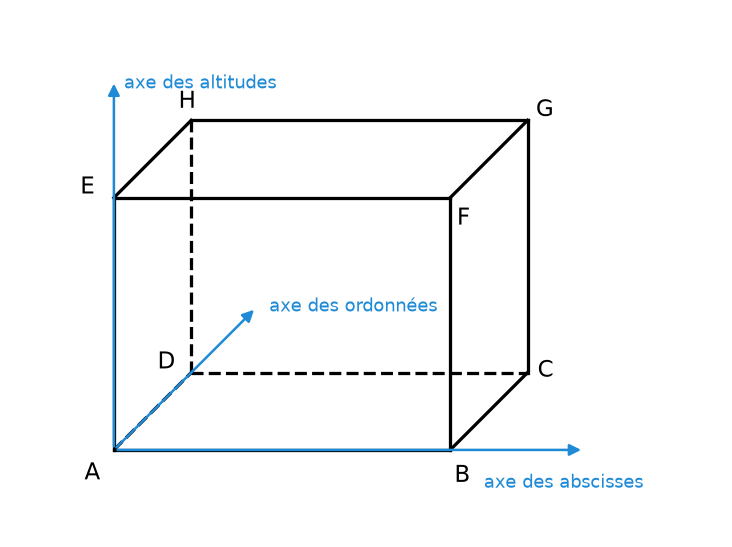 axe des altitudes
H
G
E
F
axe des ordonnées
D
C
A
B
axe des abscisses